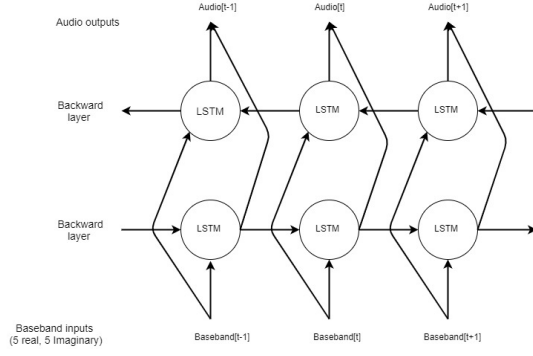 Audio outputs
Audio[t-1]
Audio[t]
Audio[t+1]
Backward
layer
LSTM
LSTM
LSTM
Backward
layer
LSTM
LSTM
LSTM
Baseband inputs
(5 real, 5 Imaginary)
Baseband[t-1]
Baseband[t]
Baseband[t+1]